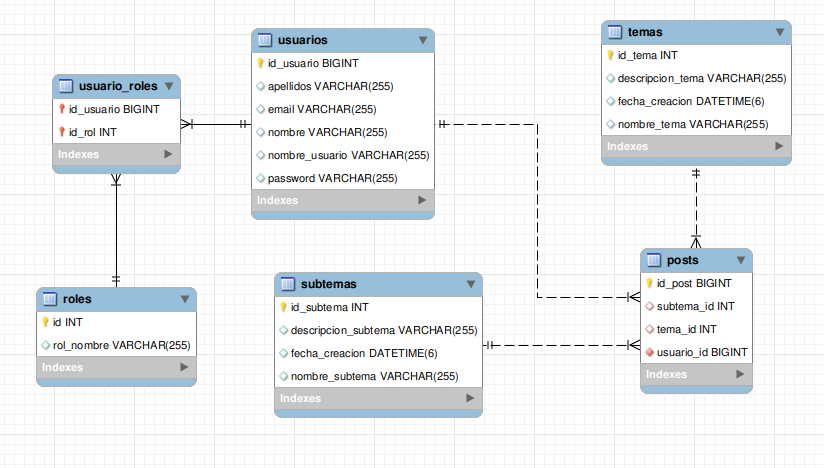 usuarios
id_usuario BIGINT
apellidos VARCHAR(255)
email VARCHAR(255)
nombre VARCHAR(255)
nombre_usuario VARCHAR(255)
password VARCHAR(255)
Indexes
temas
id_tema INT
descripcion_tema VARCHAR(255)
fecha_creacion DATETIME(6)
nombre_tema VARCHAR(255)
Indexes
usuario_roles
id_usuario BIGINT
id_rol INT
Indexes
posts
id_post BIGINT
subtema_id INT
tema_id INT
usuario_id BIGINT
Indexes
subtemas
id_subtema INT
descripcion_subtema VARCHAR(255)
fecha_creacion DATETIME(6)
nombre_subtema VARCHAR(255)
Indexes
roles
id INT
rol_nombre VARCHAR(255)
Indexes